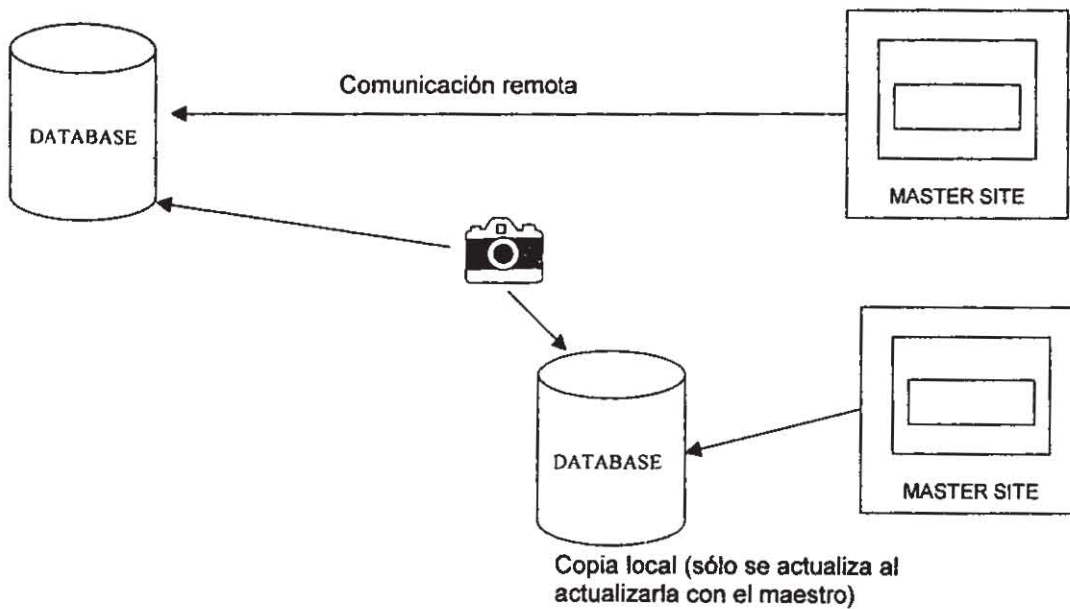 Comunicación remota
DATABASE
MASTER SITE
DATABASE
MASTER SITE
Copia local (sólo se actualiza al
actualizarla con el maestro)